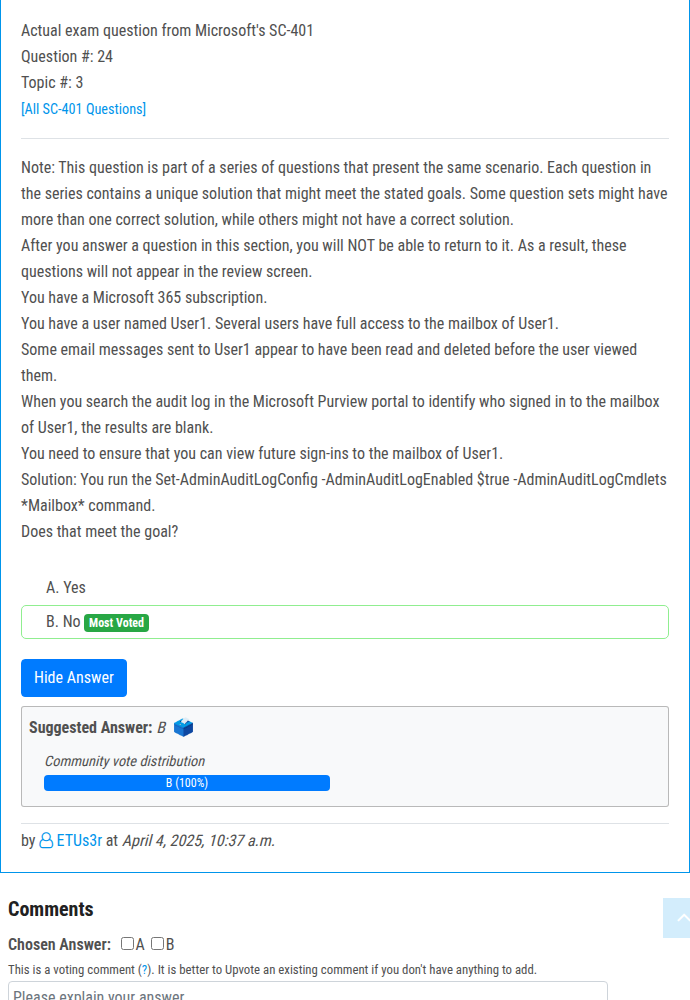 Actual exam question from Microsoft's SC-401
Question #: 24
Topic #: 3
[All SC-401 Questions]
Note: This question is part of a series of questions that present the same scenario. Each question in
the series contains a unique solution that might meet the stated goals. Some question sets might have
more than one correct solution, while others might not have a correct solution.
After you answer a question in this section, you will NOT be able to return to it. As a result, these
questions will not appear in the review screen.
You have a Microsoft 365 subscription.
You have a user named User1. Several users have full access to the mailbox of User1.
Some email messages sent to User1 appear to have been read and deleted before the user viewed
them.
When you search the audit log in the Microsoft Purview portal to identify who signed in to the mailbox
of User1, the results are blank.
You need to ensure that you can view future sign-ins to the mailbox of User1.
Solution: You run the Set-AdminAuditLogConfig -AdminAuditLogEnabled $true -AdminAuditLogCmdlets
*Mailbox* command.
Does that meet the goal?
A. Yes
B. No Most Voted
Hide Answer
Suggested Answer: B
Community vote distribution
B (100%)
by ETUs3r at April 4, 2025, 10:37 a.m.
Comments
Chosen Answer: A B
This is a voting comment (?). It is better to Upvote an existing comment if you don't have anything to add.
Please explain your answer